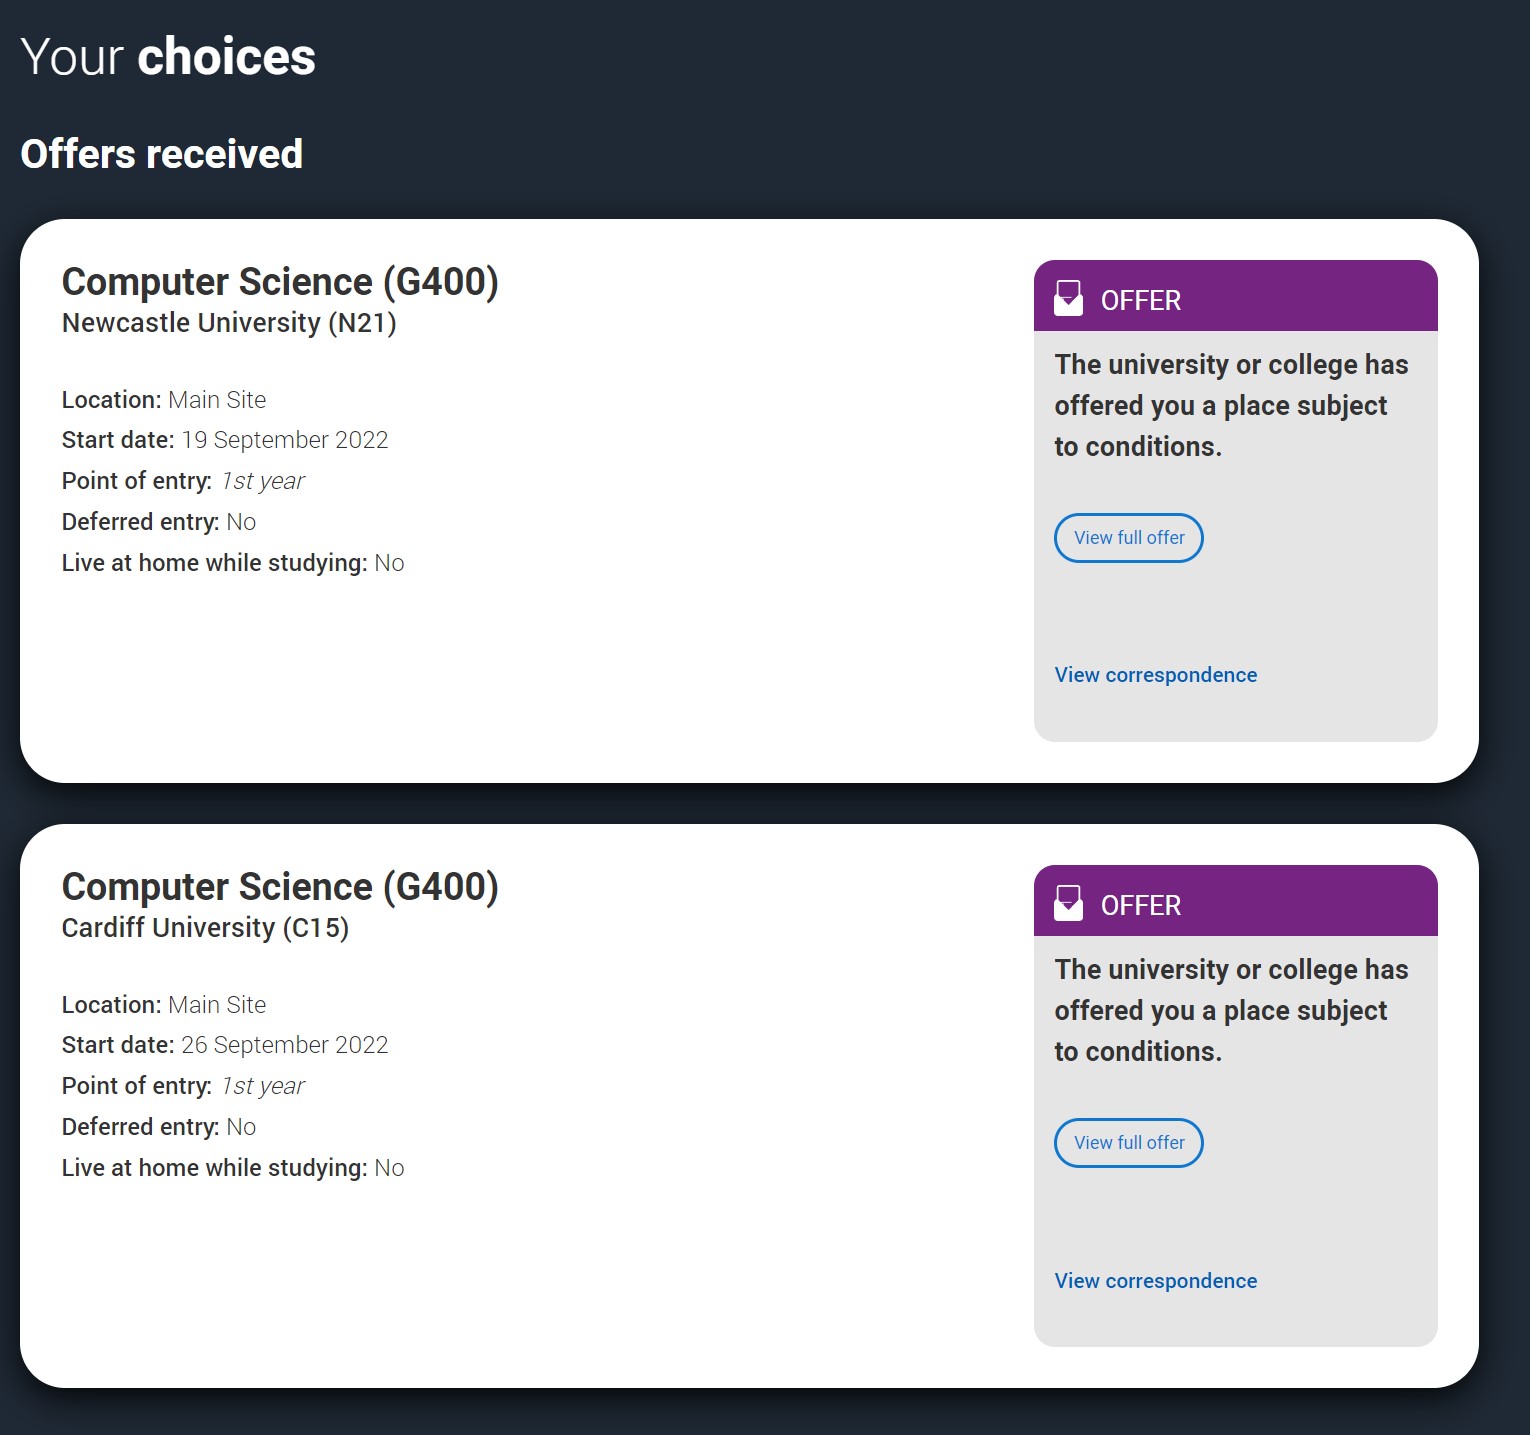 Your choices
Offers received
Computer Science (G400)
Newcastle University (N21)
Location: Main Site
Start date: 19 September 2022
Point of entry: 1st year
Deferred entry: No
Live at home while studying: No
OFFER
The university or college has
offered you a place subject
to conditions.
View full offer
View correspondence
Computer Science (G400)
Cardiff University (C15)
Location: Main Site
Start date: 26 September 2022
Point of entry: 1st year
Deferred entry: No
Live at home while studying: No
OFFER
The university or college has
offered you a place subject
to conditions.
View full offer
View correspondence